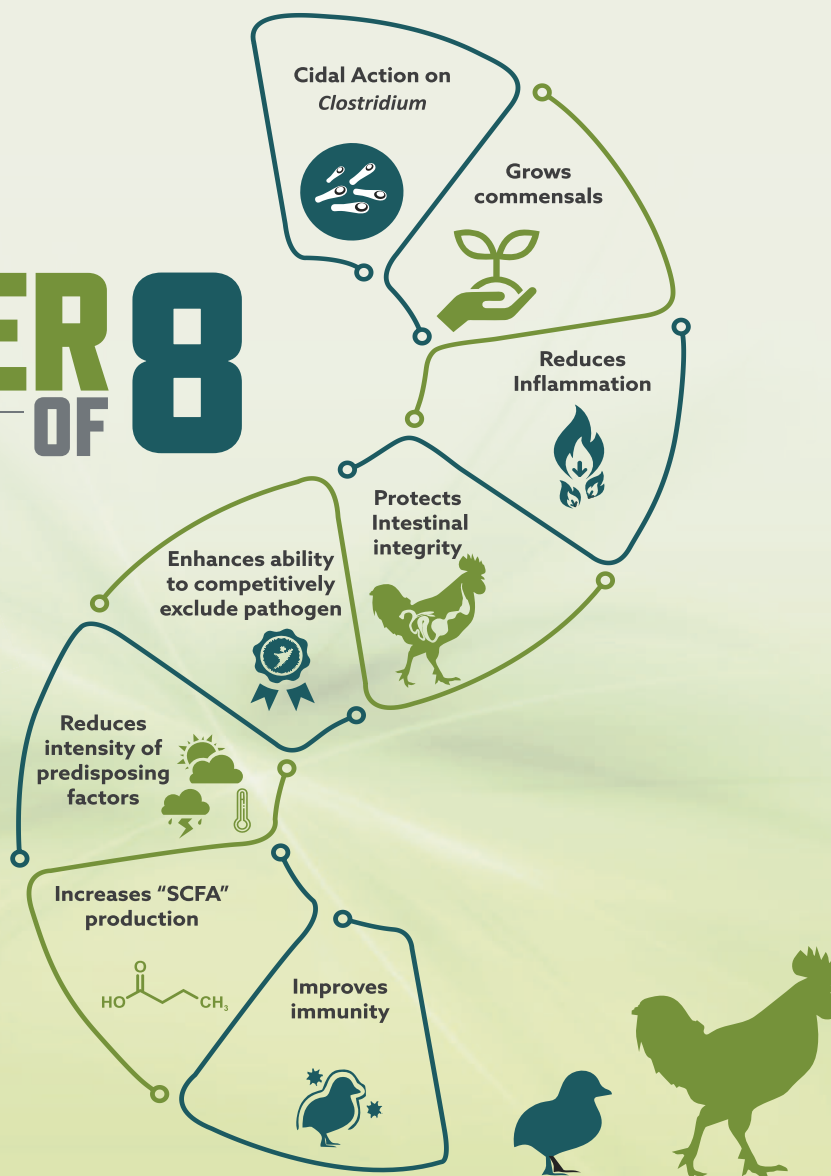 Cidal Action on
Clostridium
Grows
commensals
ER 8
OF
Reduces
Inflammation
Protects
Intestinal
integrity
Enhances ability
to competitively
exclude pathogen
Reduces
intensity of
predisposing
factors
Increases “SCFA”
production
O
HO CH₃
Improves
immunity